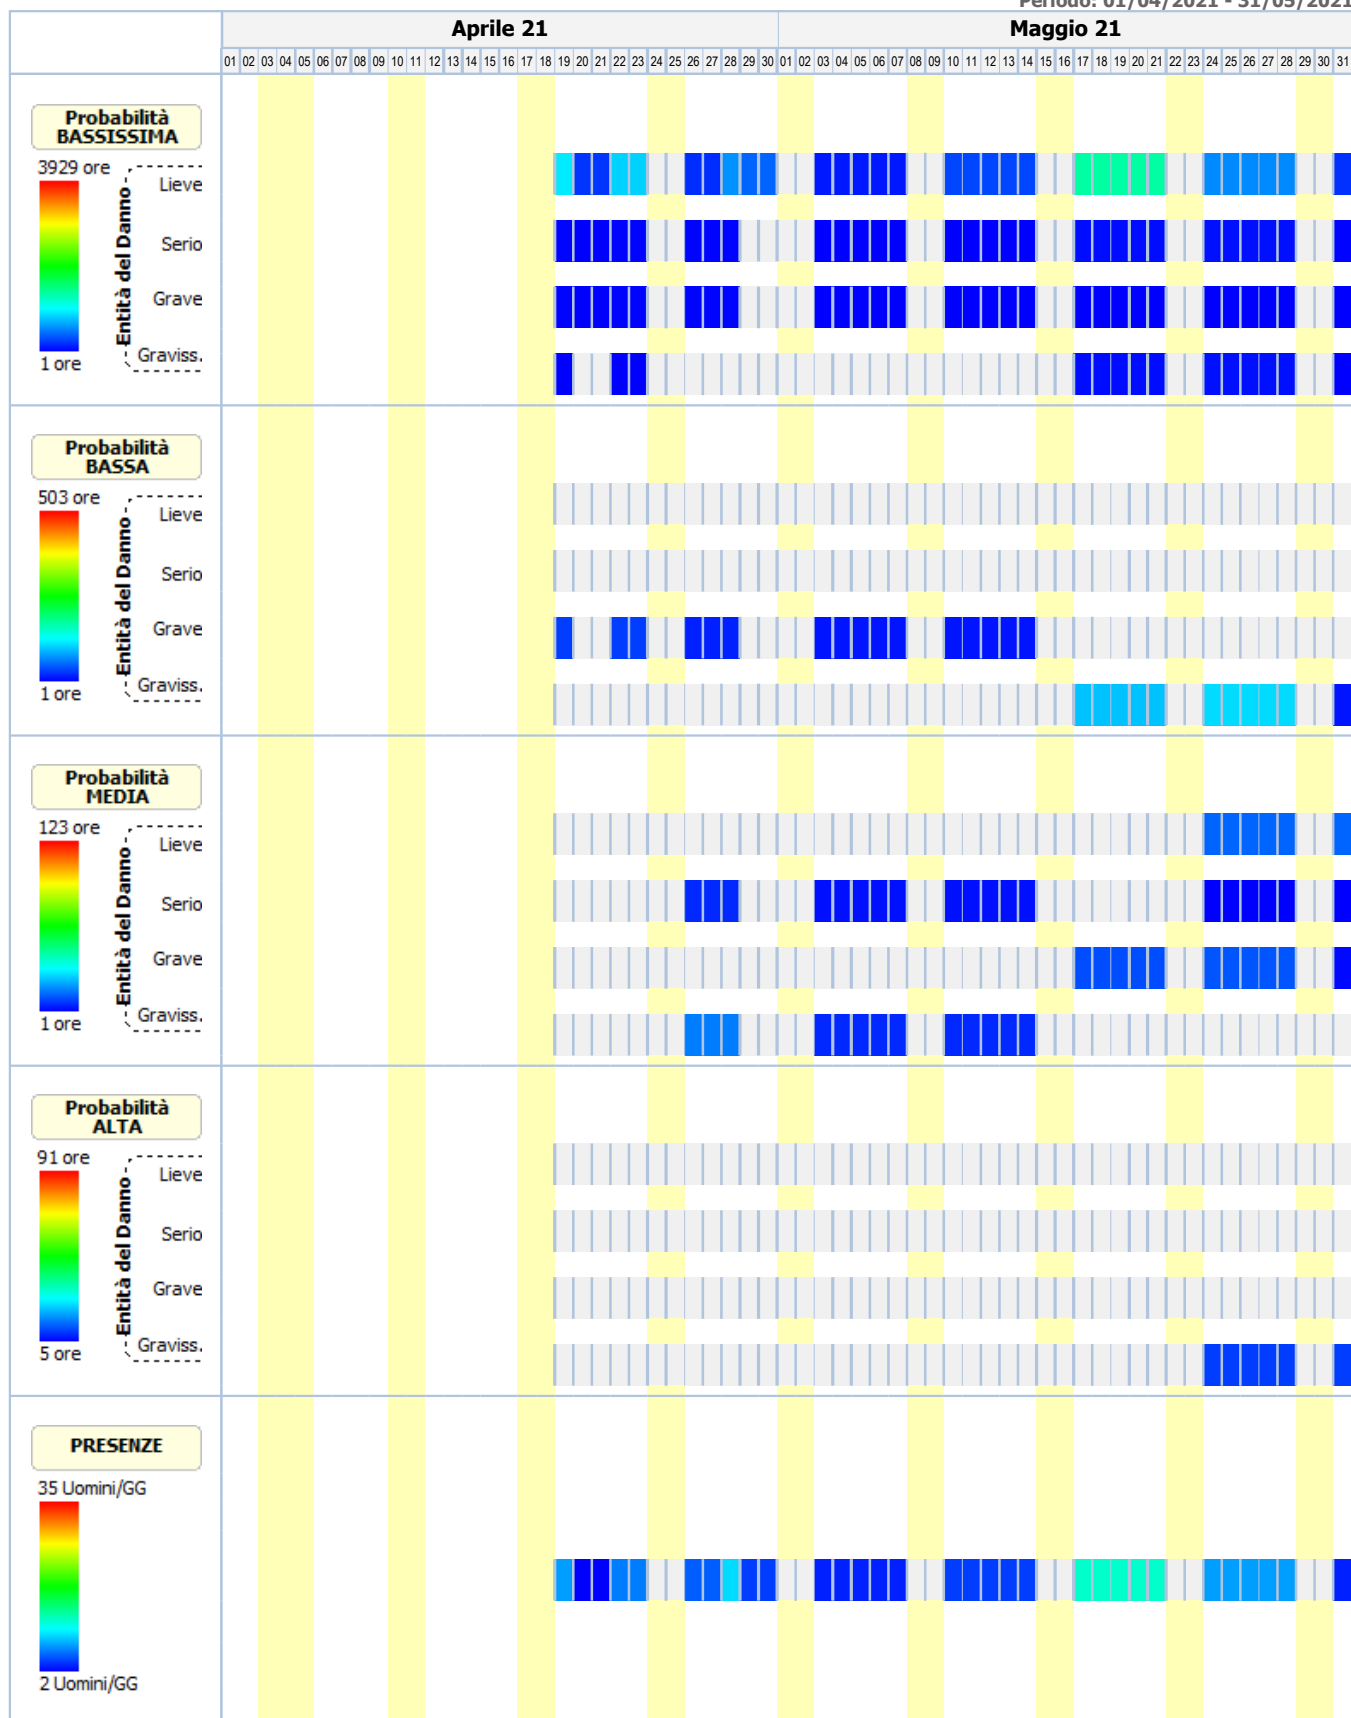 Periodo: 01/04/2021 - 31/05/2021
Aprile 21 Maggio 21
01 02 03 04 05 06 07 08 09 10 11 12 13 14 15 16 17 18 19 20 21 22 23 24 25 26 27 28 29 30 01 02 03 04 05 06 07 08 09 10 11 12 13 14 15 16 17 18 19 20 21 22 23 24 25 26 27 28 29 30 31
Probabilità
BASSISSIMA
3929 ore
Entità del Danno
Lieve
Serio
Grave
Graviss.
1 ore
Probabilità
BASSA
503 ore
Entità del Danno
Lieve
Serio
Grave
Graviss.
1 ore
Probabilità
MEDIA
123 ore
Entità del Danno
Lieve
Serio
Grave
Graviss.
1 ore
Probabilità
ALTA
91 ore
Entità del Danno
Lieve
Serio
Grave
Graviss.
5 ore
PRESENZE
35 Uomini/GG
2 Uomini/GG